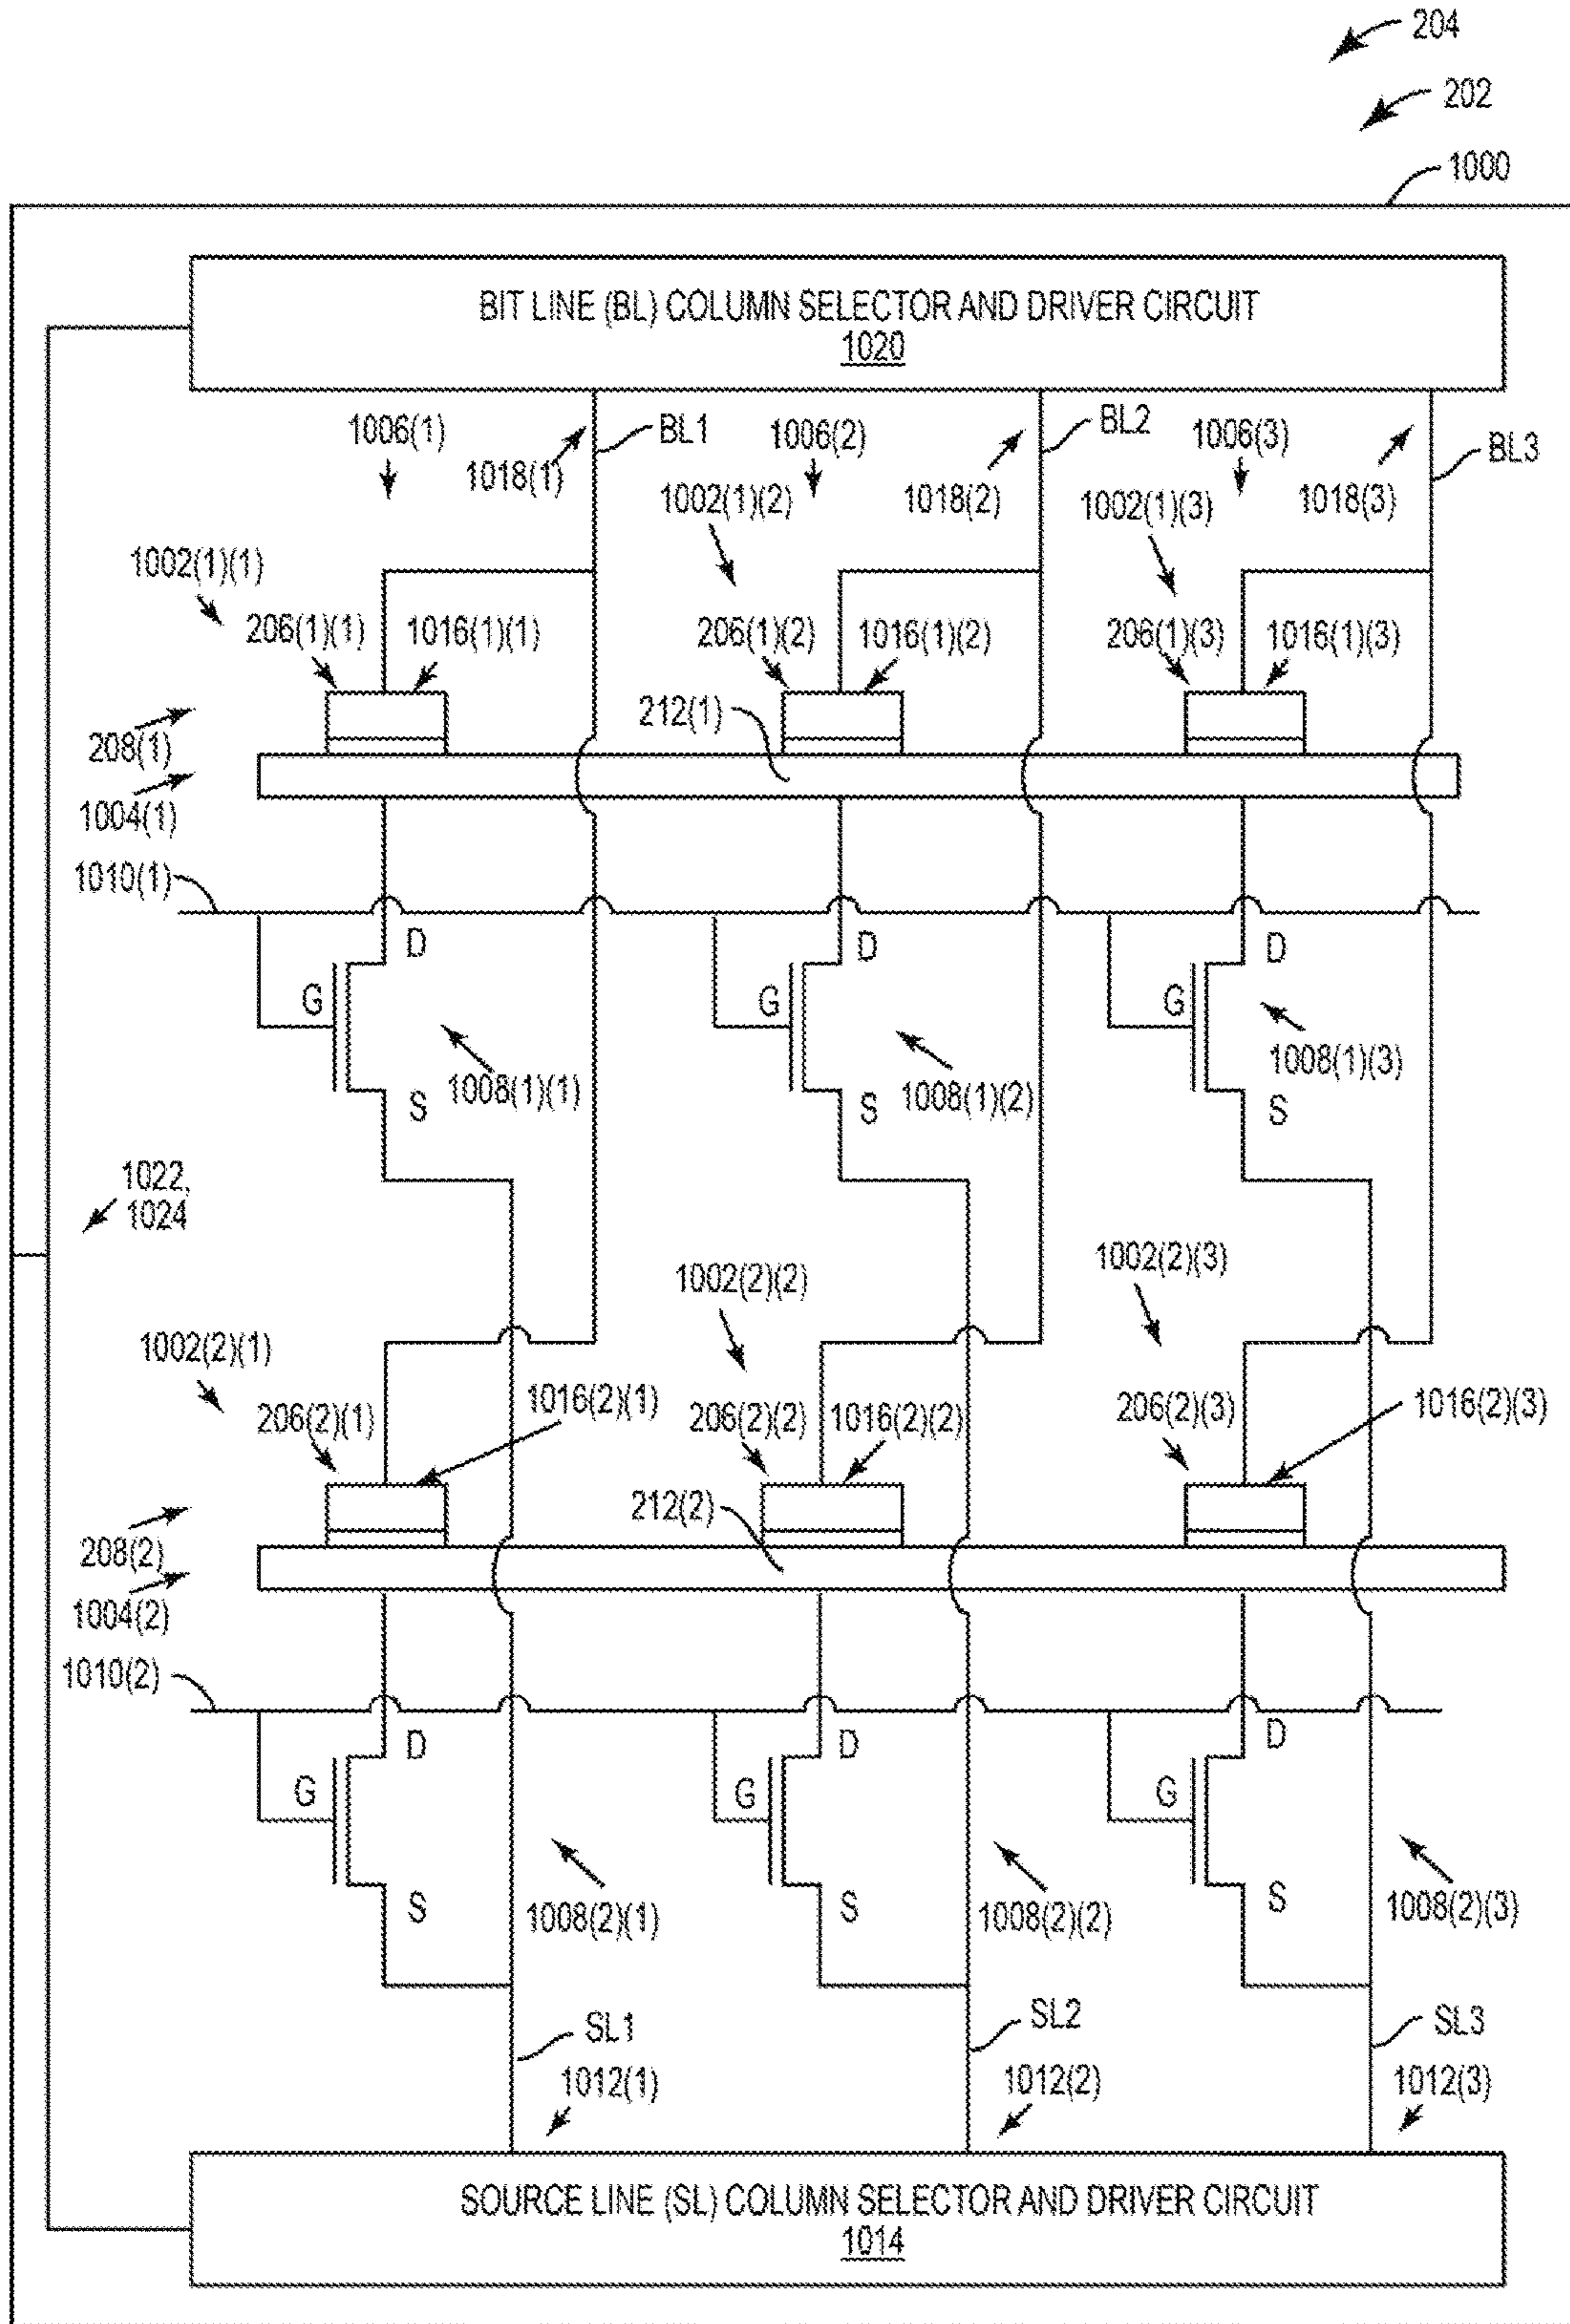 204
202
1000
BIT LINE (BL) COLUMN SELECTOR AND DRIVER CIRCUIT
1020
1006(1)
1018(1)
BL1
1006(2)
1002(1)(2)
1018(2)
BL2
1006(3)
1002(1)(3)
1018(3)
BL3
1002(1)(1)
206(1)(1)
1016(1)(1)
206(1)(2)
1016(1)(2)
206(1)(3)
1016(1)(3)
208(1)
212(1)
1004(1)
1010(1)
D
D
D
G
G
G
1008(1)(1)
1008(1)(2)
1008(1)(3)
S
S
S
1022,
1024
1002(2)(1)
1002(2)(2)
1002(2)(3)
206(2)(1)
1016(2)(1)
206(2)(2)
1016(2)(2)
206(2)(3)
1016(2)(3)
208(2)
212(2)
1004(2)
1010(2)
D
D
D
G
G
G
S
S
S
1008(2)(1)
1008(2)(2)
1008(2)(3)
SL1
SL2
SL3
1012(1)
1012(2)
1012(3)
SOURCE LINE (SL) COLUMN SELECTOR AND DRIVER CIRCUIT
1014